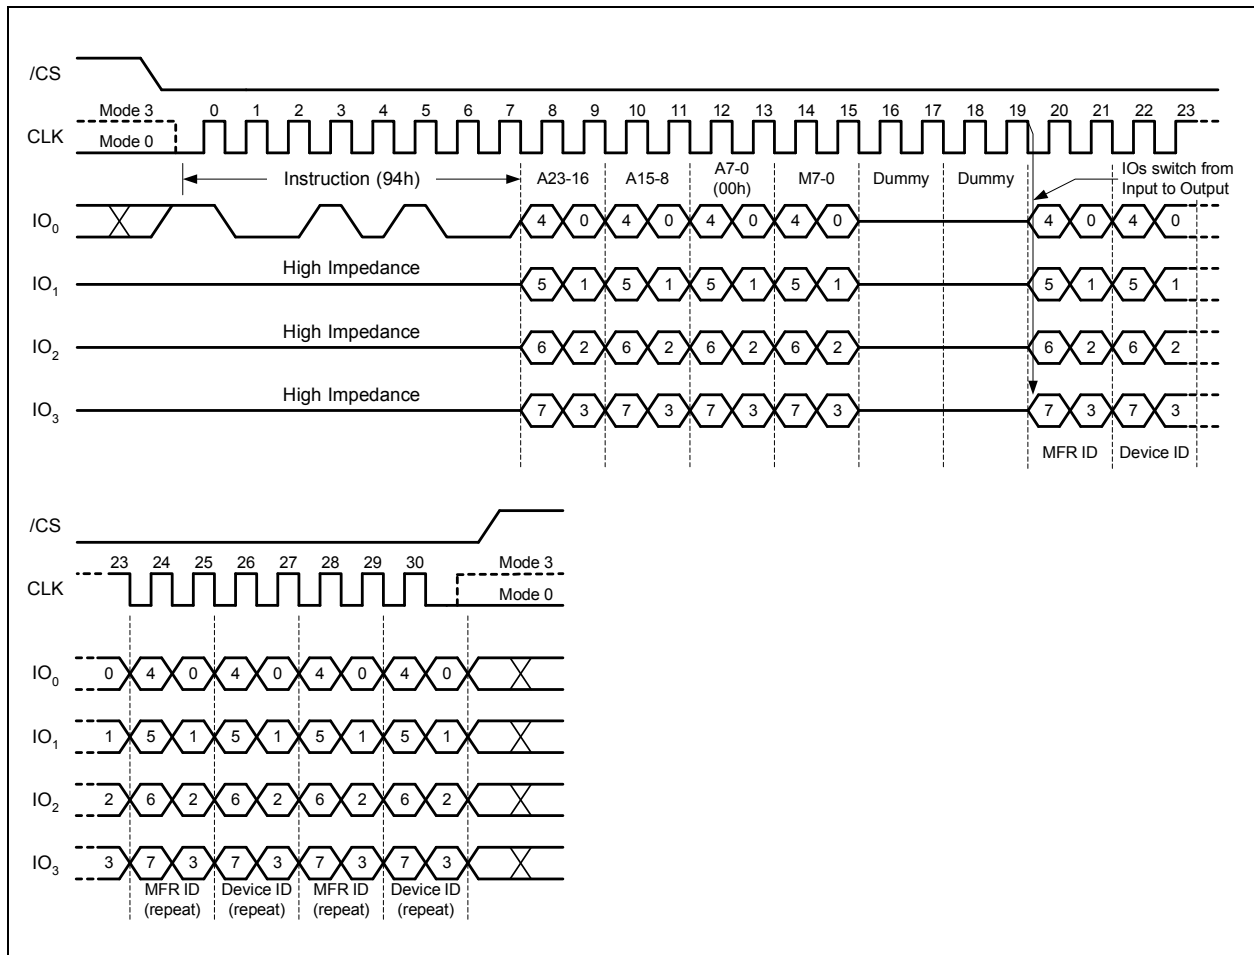 /CS
Mode 3 0 1 2 3 4 5 6 7 8 9 10 11 12 13 14 15 16 17 18 19 20 21 22 23
CLK
Mode 0
Instruction (94h) A23-16 A15-8 A7-0 (00h) M7-0 Dummy Dummy IOs switch from Input to Output
IO0 4 0 4 0 4 0 4 0 4 0 4 0
High Impedance
IO1 5 1 5 1 5 1 5 1 5 1 5 1
High Impedance
IO2 6 2 6 2 6 2 6 2 6 2 6 2
High Impedance
IO3 7 3 7 3 7 3 7 3 7 3 7 3
MFR ID Device ID
/CS
23 24 25 26 27 28 29 30 Mode 3
CLK
Mode 0
IO0 0 4 0 4 0 4 0 4 0
IO1 1 5 1 5 1 5 1 5 1
IO2 2 6 2 6 2 6 2 6 2
IO3 3 7 3 7 3 7 3 7 3
MFR ID Device ID MFR ID Device ID
(repeat) (repeat) (repeat) (repeat)